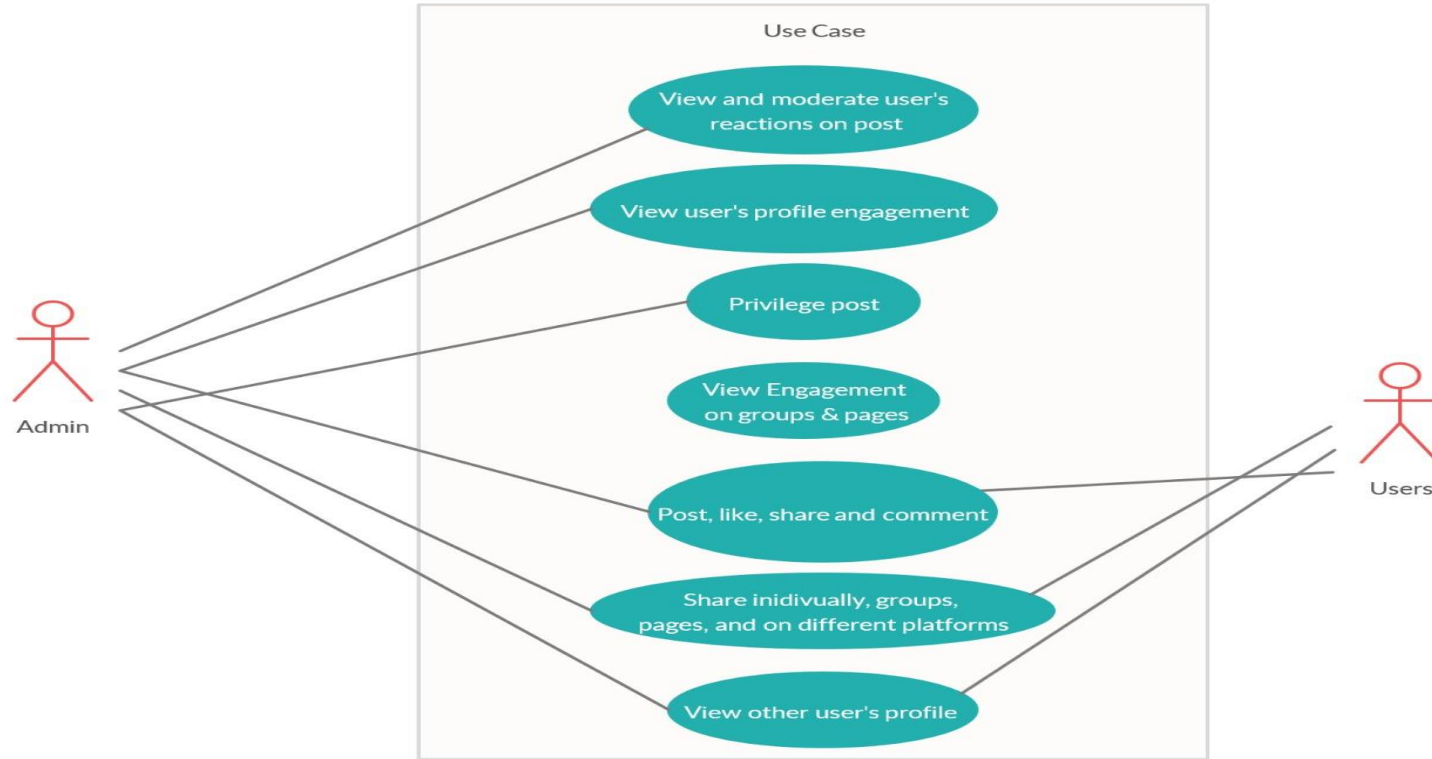 Use Case
View and moderate user's
reactions on post
View user's profile engagement
Privilege post
View Engagement
on groups & pages
Admin
Users
Post, like, share and comment
Share inidivually, groups,
pages, and on different platforms
View other user's profile